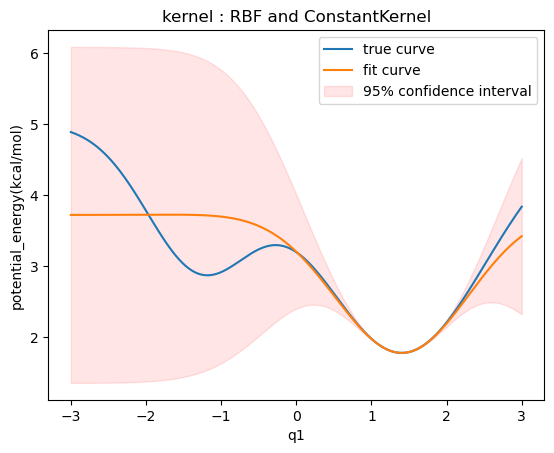 kernel : RBF and ConstantKernel
true curve
fit curve
95% confidence interval
potential_energy(kcal/mol)
6
5
4
3
2
−3 −2 −1 0 1 2 3
q1